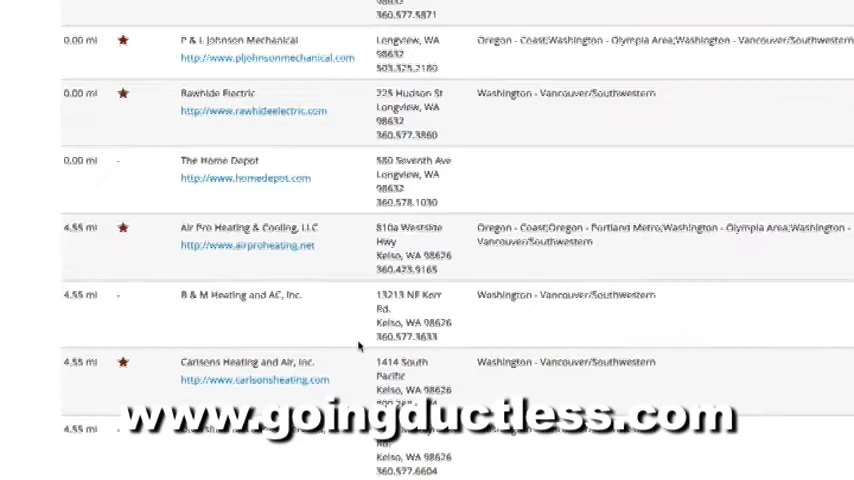 98632
360.577.5871
0.00 mi ★ P & L Johnson Mechanical Longview, WA Oregon - Coast;Washington - Olympia Area;Washington - Vancouver/Southwestern
http://www.pljohnsonmechanical.com 98632
503.325.2180
0.00 mi ★ Rawhide Electric 225 Hudson St Washington - Vancouver/Southwestern
http://www.rawhideelectric.com Longview, WA
98632
360.577.3860
0.00 mi - The Home Depot 580 Seventh Ave
http://www.homedepot.com Longview, WA
98632
360.578.1030
4.55 mi ★ Air Pro Heating & Cooling, LLC 810a Westside Oregon - Coast;Oregon - Portland Metro;Washington - Olympia Area;Washington -
http://www.airproheating.net Hwy Vancouver/Southwestern
Kelso, WA 98626
360.423.9165
4.55 mi - B & M Heating and AC, Inc. 13213 NE Kerr Washington - Vancouver/Southwestern
Rd.
Kelso, WA 98626
360.577.3633
4.55 mi ★ Carlsons Heating and Air, Inc. 1414 South Washington - Vancouver/Southwestern
http://www.carlsonsheating.com Pacific
Kelso, WA 98626
www.goingductless.com
4.55 mi
Kelso, WA 98626
360.577.6604